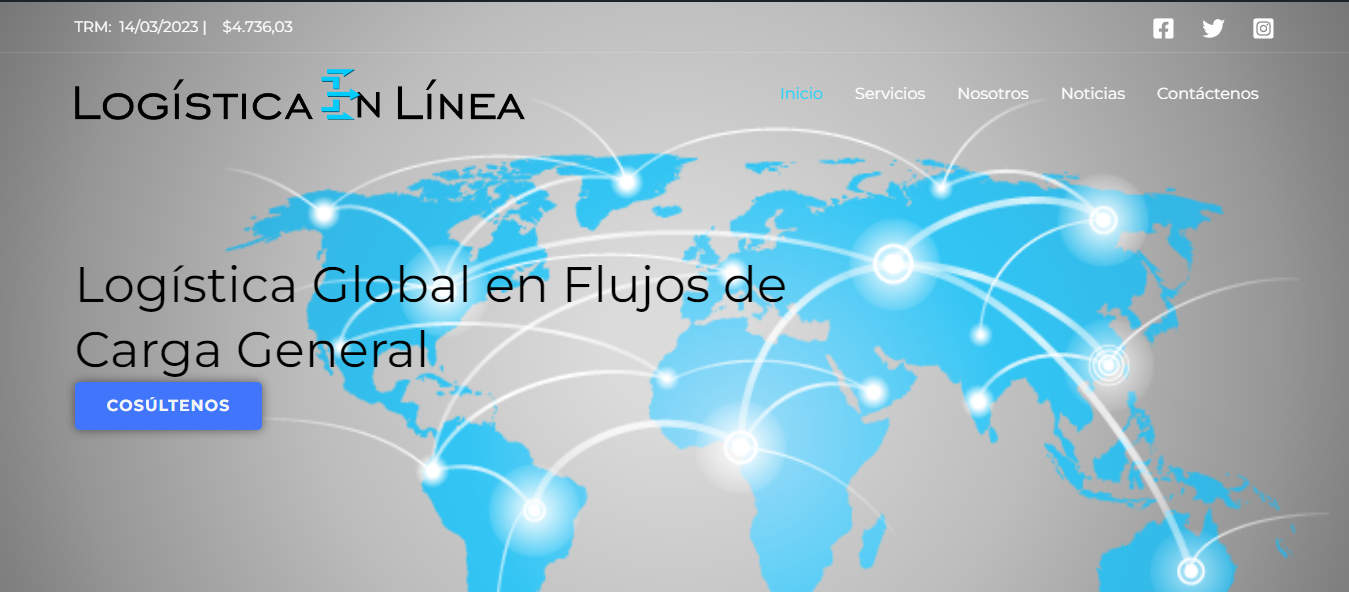 TRM: 14/03/2023 | $4.736,03
LOGÍSTICA EN LÍNEA
Inicio Servicios Nosotros Noticias Contáctenos
Logística Global en Flujos de
Carga General
COSÚLTENOS